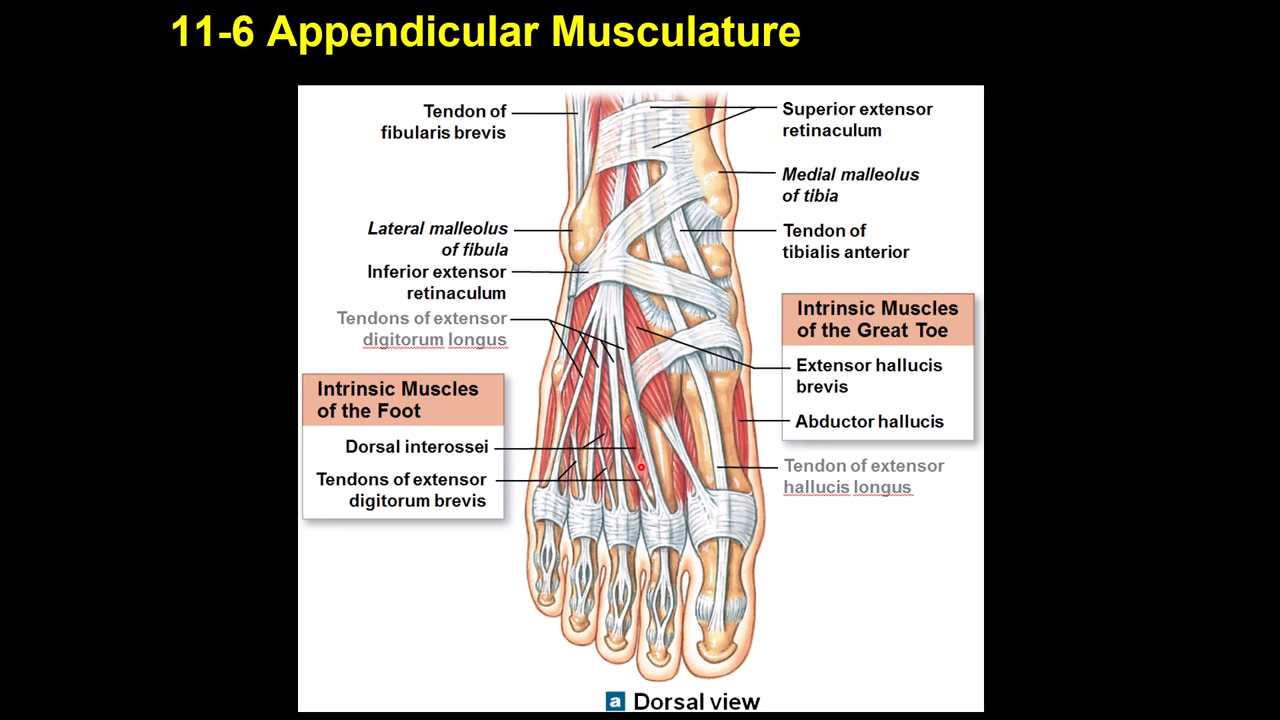 11-6 Appendicular Musculature
Tendon of
fibularis brevis
Lateral malleolus
of fibula
Inferior extensor
retinaculum
Tendons of extensor
digitorum longus
Intrinsic Muscles
of the Foot
Dorsal interossei
Tendons of extensor
digitorum brevis
Superior extensor
retinaculum
Medial malleolus
of tibia
Tendon of
tibialis anterior
Intrinsic Muscles
of the Great Toe
Extensor hallucis
brevis
Abductor hallucis
Tendon of extensor
hallucis longus
a Dorsal view